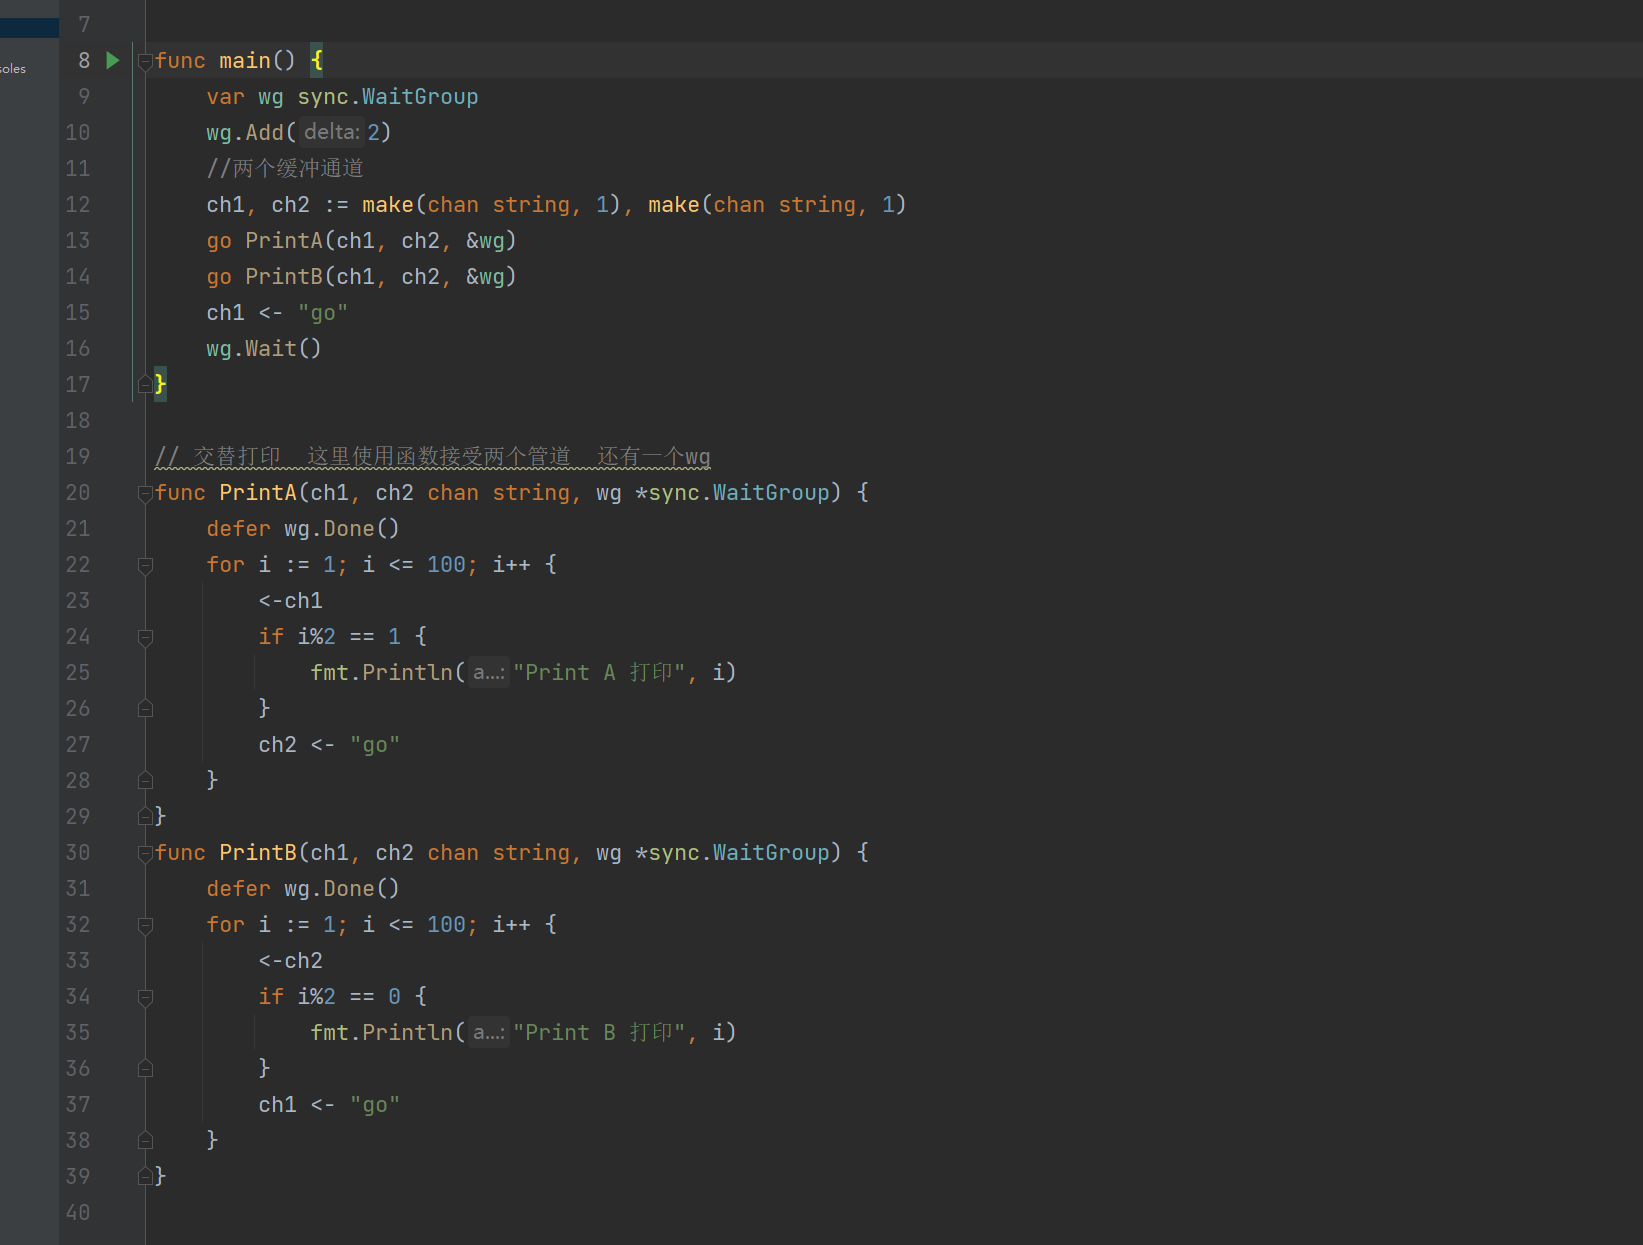 soles
7
8 func main() {
9 var wg sync.WaitGroup
10 wg.Add(delta: 2)
11 //两个缓冲通道
12 ch1, ch2 := make(chan string, 1), make(chan string, 1)
13 go PrintA(ch1, ch2, &wg)
14 go PrintB(ch1, ch2, &wg)
15 ch1 <- "go"
16 wg.Wait()
17 }
18
19 // 交替打印 这里使用函数接受两个管道 还有一个wg
20 func PrintA(ch1, ch2 chan string, wg *sync.WaitGroup) {
21 defer wg.Done()
22 for i := 1; i <= 100; i++ {
23 <-ch1
24 if i%2 == 1 {
25 fmt.Println(a...: "Print A 打印", i)
26 }
27 ch2 <- "go"
28 }
29 }
30 func PrintB(ch1, ch2 chan string, wg *sync.WaitGroup) {
31 defer wg.Done()
32 for i := 1; i <= 100; i++ {
33 <-ch2
34 if i%2 == 0 {
35 fmt.Println(a...: "Print B 打印", i)
36 }
37 ch1 <- "go"
38 }
39 }
40